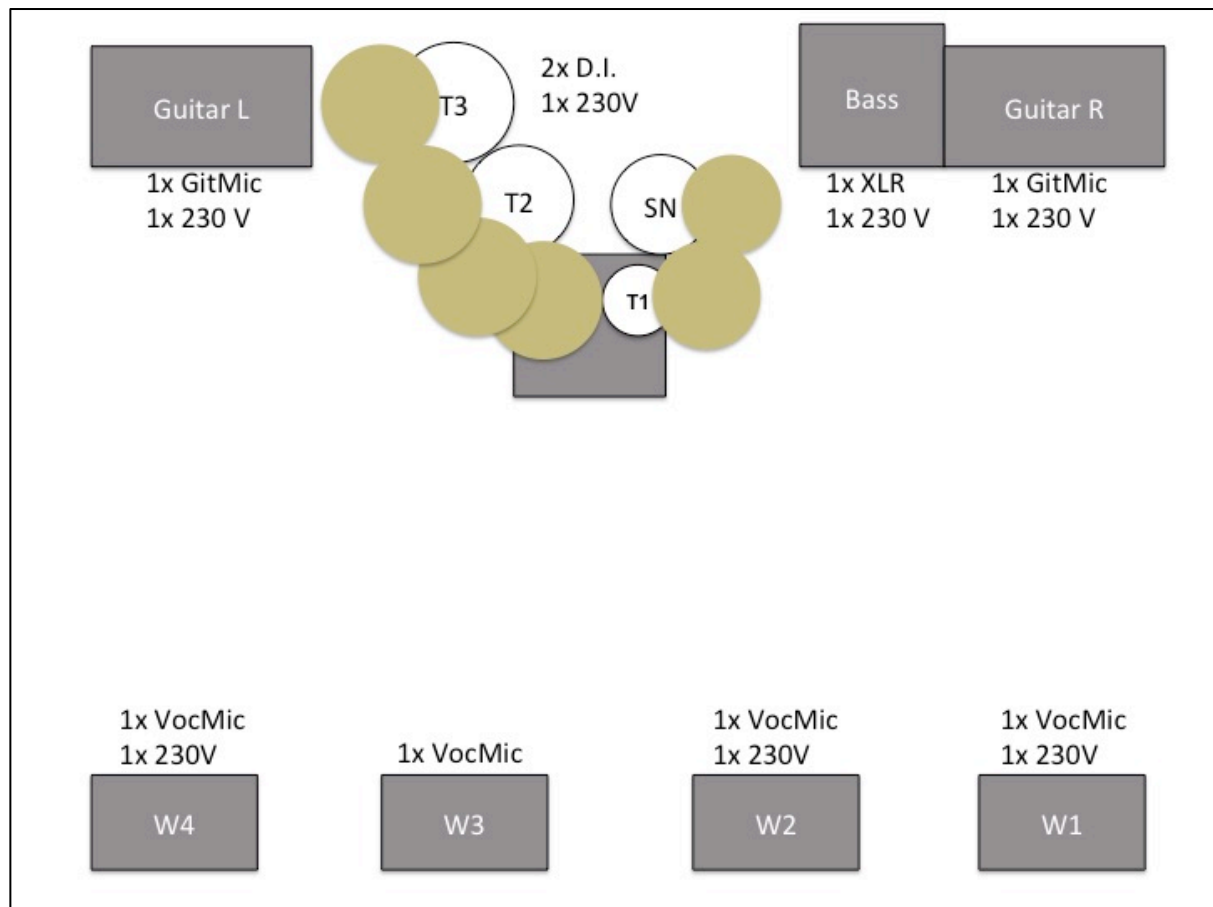 Guitar L
1x GitMic
1x 230 V
T3
2x D.I.
1x 230V
T2
SN
T1
Bass
1x XLR
1x 230 V
Guitar R
1x GitMic
1x 230 V
1x VocMic
1x 230V
W4
1x VocMic
W3
1x VocMic
1x 230V
W2
1x VocMic
1x 230V
W1